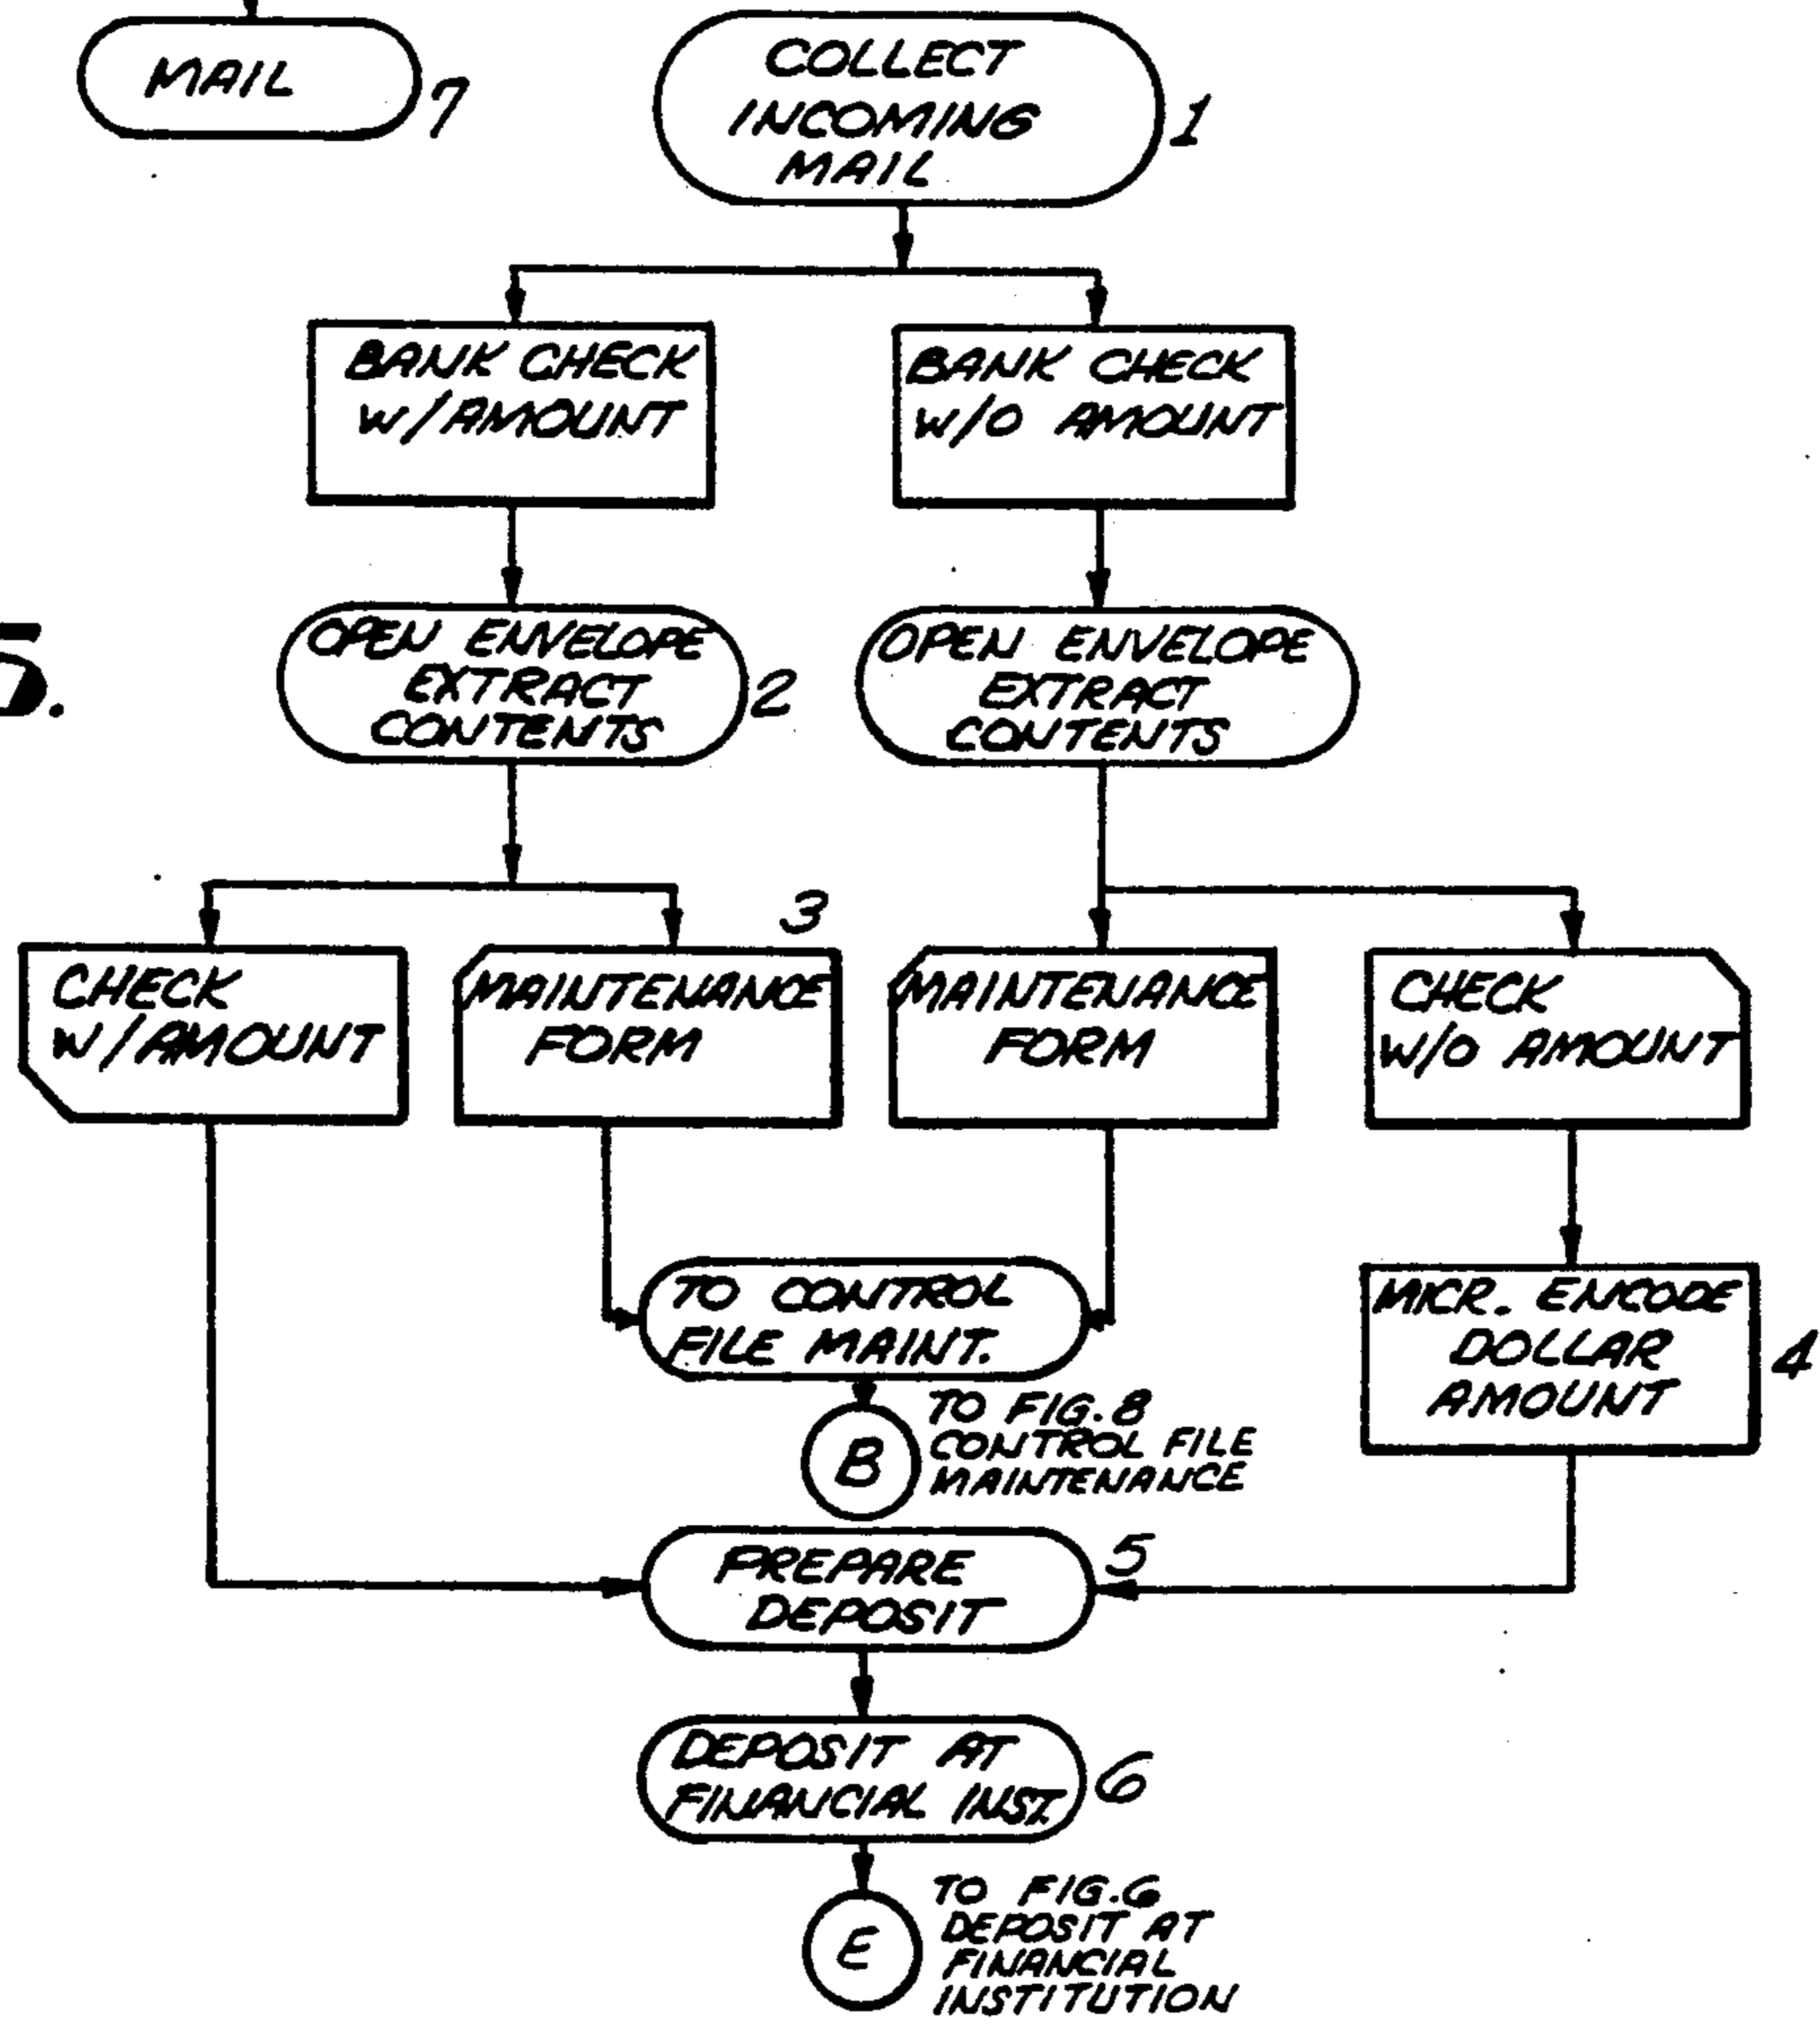 MAIL
7
COLLECT
INCOMING
MAIL
1
BANK CHECK
W/AMOUNT
BANK CHECK
W/O AMOUNT
5.
OPEN ENVELOPE
EXTRACT
CONTENTS
2
OPEN ENVELOPE
EXTRACT
CONTENTS
CHECK
W/AMOUNT
3
MAINTENANCE
FORM
MAINTENANCE
FORM
CHECK
W/O AMOUNT
TO CONTROL
FILE MAINT.
MICR. ENCODE
DOLLAR
AMOUNT
4
B
TO FIG.8
CONTROL FILE
MAINTENANCE
PREPARE
DEPOSIT
5
DEPOSIT AT
FINANCIAL INST
6
E
TO FIG.6
DEPOSIT AT
FINANCIAL
INSTITUTION